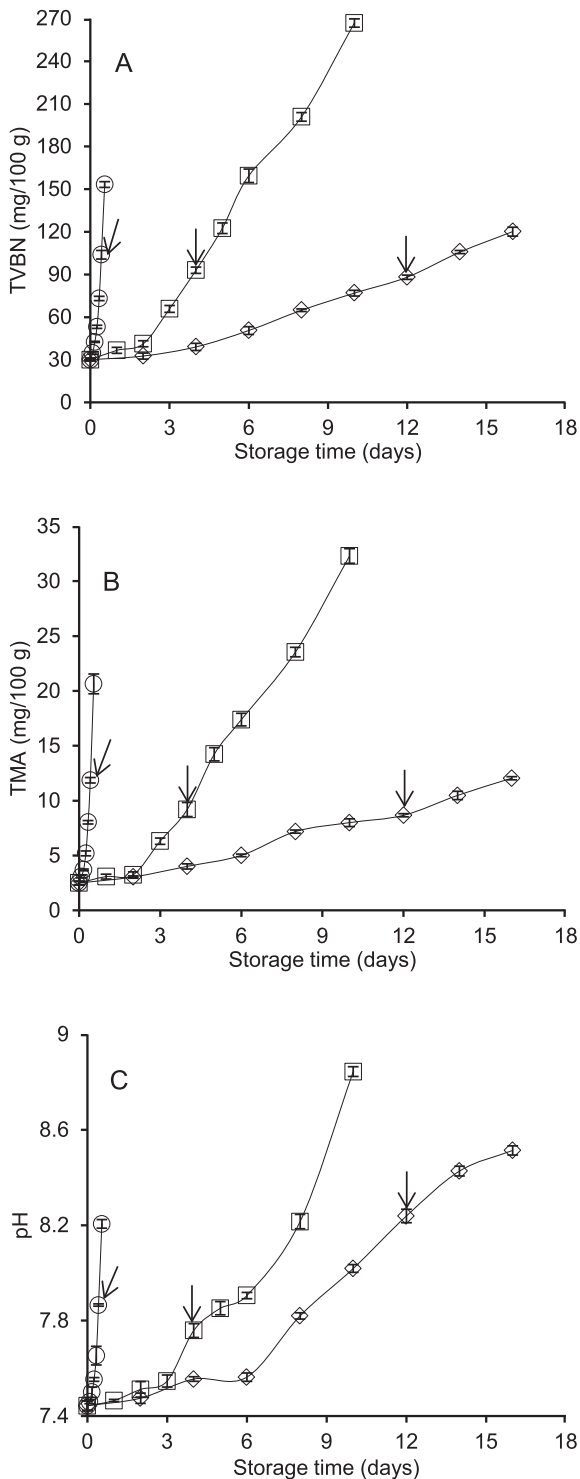 270
240
210
180
150
120
90
60
30
0
TVBN (mg/100 g)
A
0 3 6 9 12 15 18
Storage time (days)
35
30
25
20
15
10
5
0
TMA (mg/100 g)
B
0 3 6 9 12 15 18
Storage time (days)
9
8.6
8.2
7.8
7.4
pH
C
0 3 6 9 12 15 18
Storage time (days)